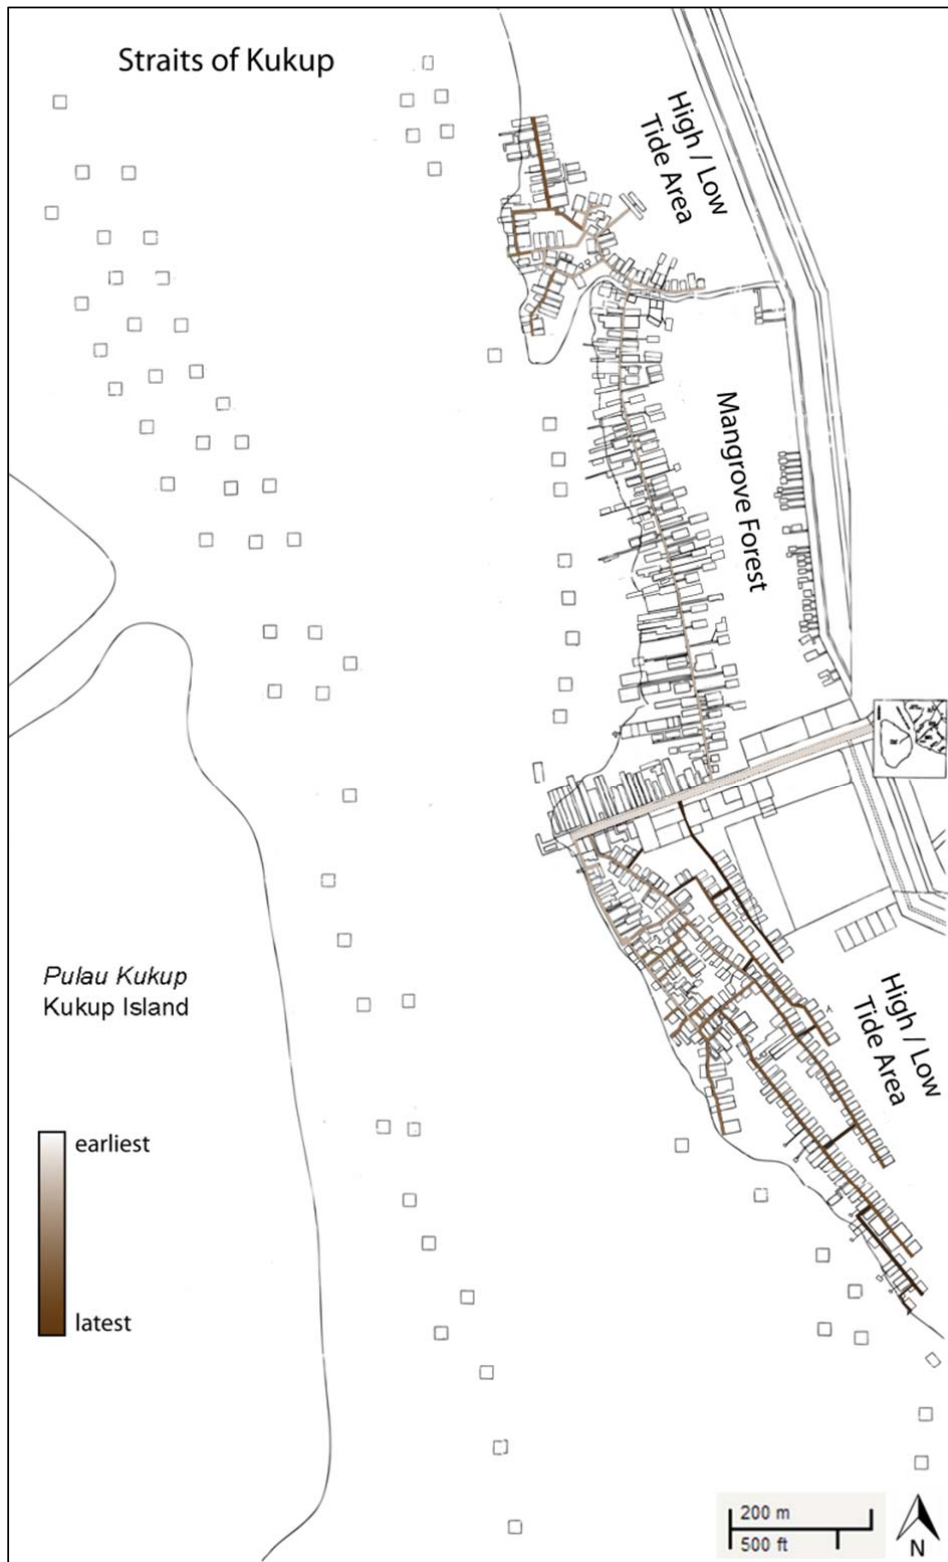 Straits of Kukup
High / Low
Tide Area
Mangrove Forest
Pulau Kukup
Kukup Island
High / Low
Tide Area
earliest
latest
200 m
500 ft
N